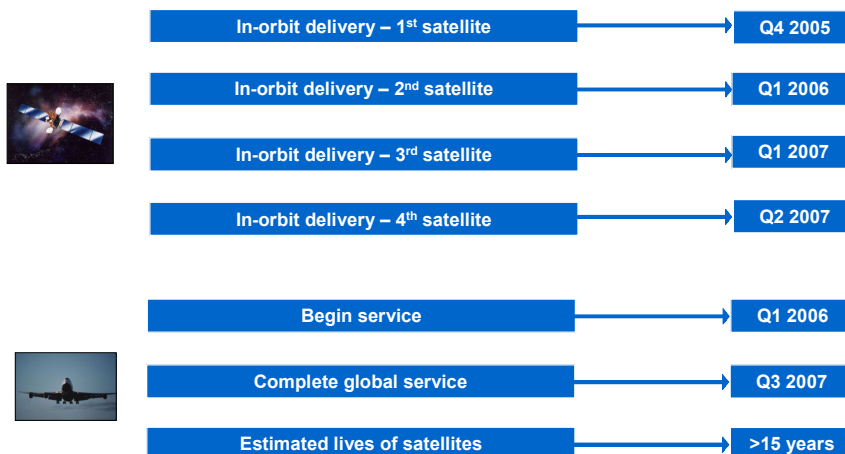 In-orbit delivery – 1st satellite Q4 2005
In-orbit delivery – 2nd satellite Q1 2006
In-orbit delivery – 3rd satellite Q1 2007
In-orbit delivery – 4th satellite Q2 2007
Begin service Q1 2006
Complete global service Q3 2007
Estimated lives of satellites >15 years